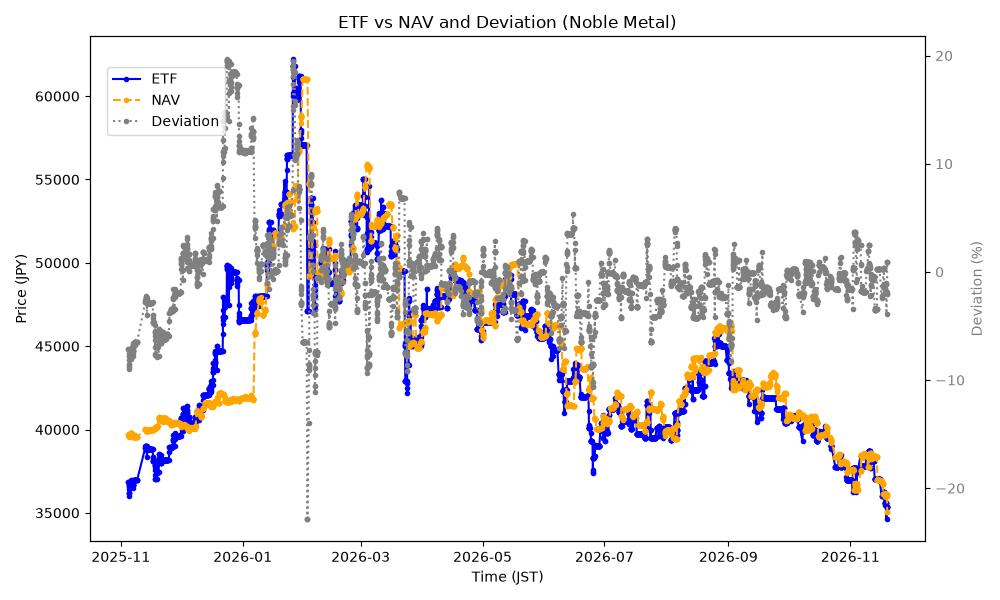 ETF vs NAV and Deviation (Noble Metal)
ETF
NAV
Deviation
Price (JPY)
60000
55000
50000
45000
40000
35000
20
10
0
−10
−20
Deviation (%)
2025-11 2026-01 2026-03 2026-05 2026-07 2026-09 2026-11
Time (JST)